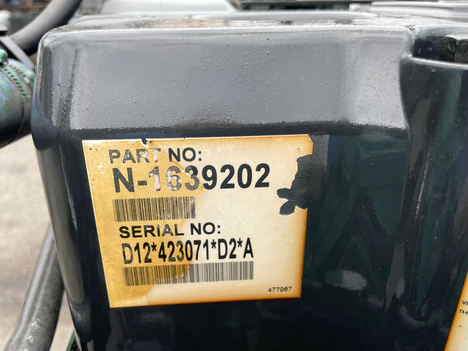 PART NO:
N-1639202
SERIAL NO:
D12*423071*D2*A
477967